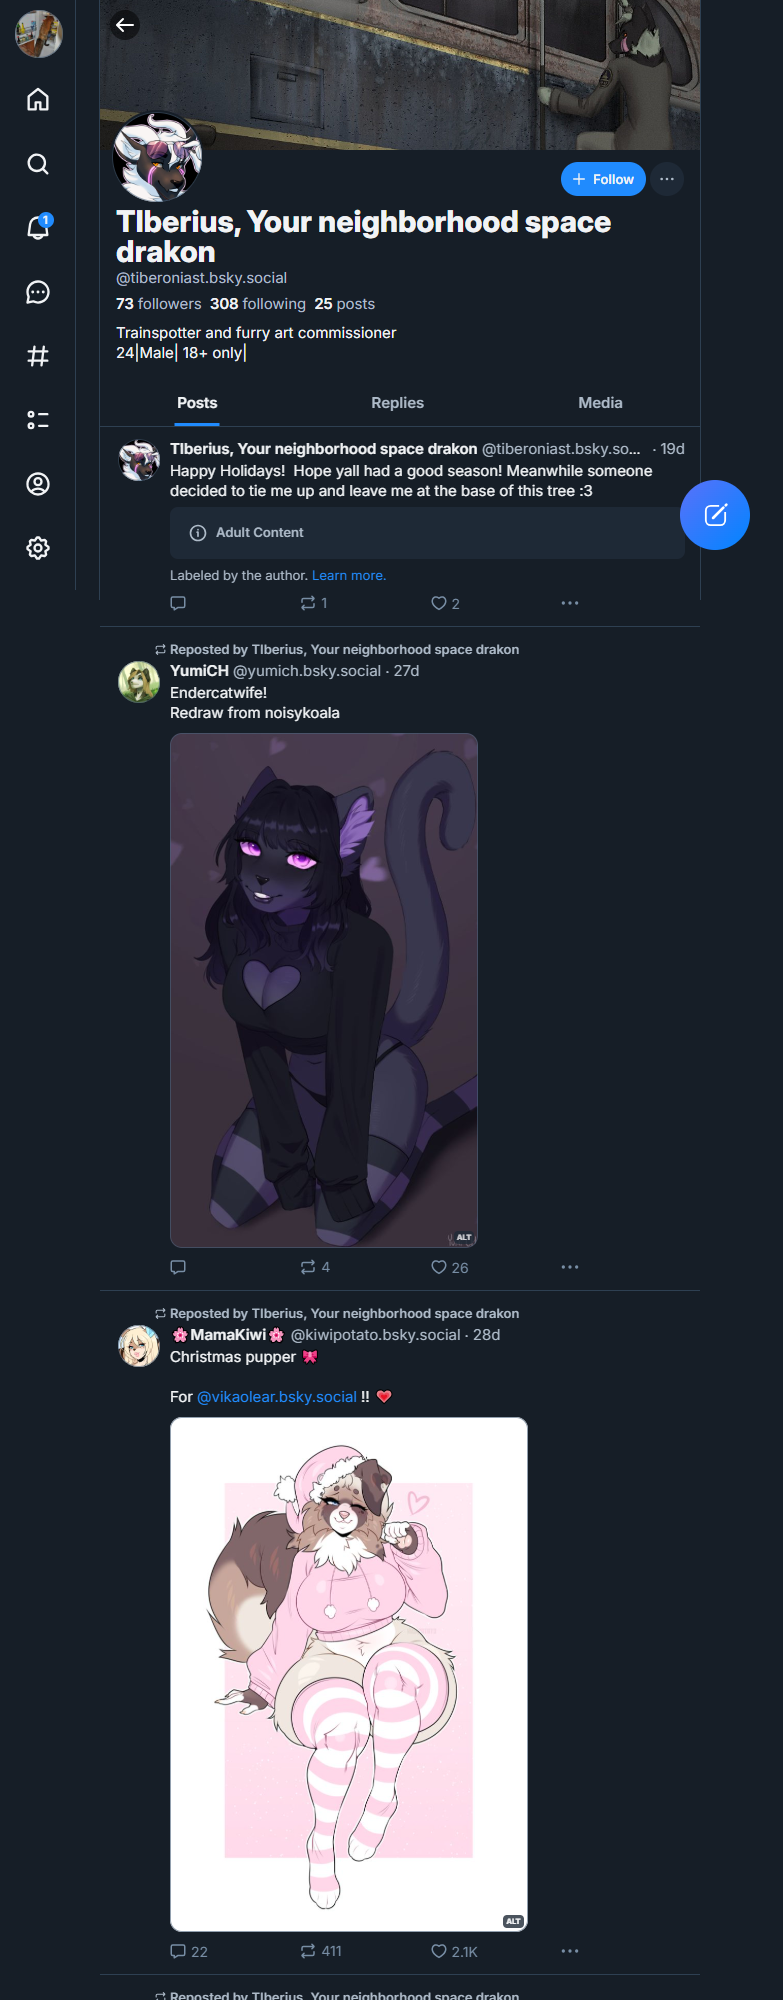 1
+ Follow
TIberius, Your neighborhood space
drakon
@tiberoniast.bsky.social
73 followers 308 following 25 posts
Trainspotter and furry art commissioner
24|Male| 18+ only|
Posts Replies Media
TIberius, Your neighborhood space drakon @tiberoniast.bsky.so... · 19d
Happy Holidays! Hope yall had a good season! Meanwhile someone
decided to tie me up and leave me at the base of this tree :3
Adult Content
Labeled by the author. Learn more.
1 2
Reposted by TIberius, Your neighborhood space drakon
YumiCH @yumich.bsky.social · 27d
Endercatwife!
Redraw from noisykoala
ALT
4 26
Reposted by TIberius, Your neighborhood space drakon
🌸MamaKiwi🌸 @kiwipotato.bsky.social · 28d
Christmas pupper 🎀
For @vikaolear.bsky.social !! ❤️
ALT
22 411 2.1K
Reposted by TIberius, Your neighborhood space drakon